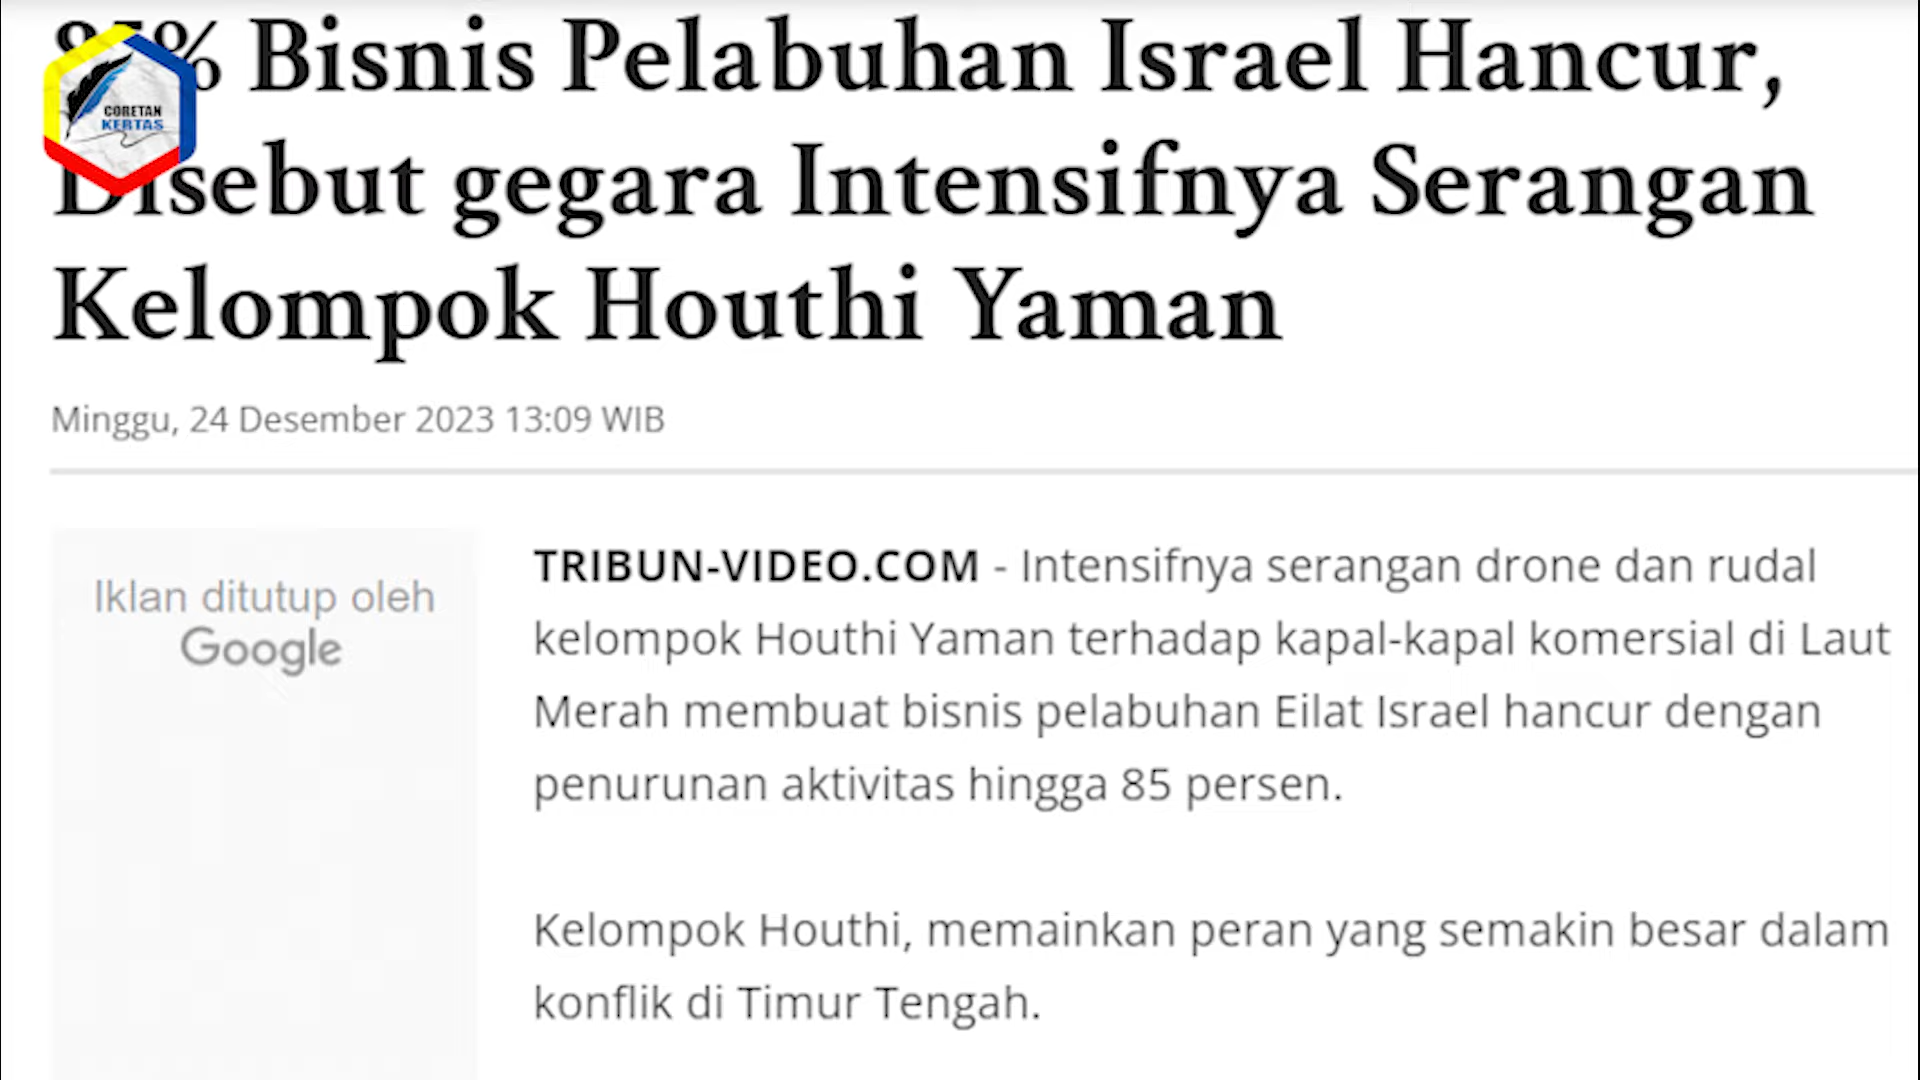 85% Bisnis Pelabuhan Israel Hancur,
Disebut gegara Intensifnya Serangan
Kelompok Houthi Yaman
CORETAN
KERTAS
Minggu, 24 Desember 2023 13:09 WIB
Iklan ditutup oleh
Google
TRIBUN-VIDEO.COM - Intensifnya serangan drone dan rudal
kelompok Houthi Yaman terhadap kapal-kapal komersial di Laut
Merah membuat bisnis pelabuhan Eilat Israel hancur dengan
penurunan aktivitas hingga 85 persen.
Kelompok Houthi, memainkan peran yang semakin besar dalam
konflik di Timur Tengah.